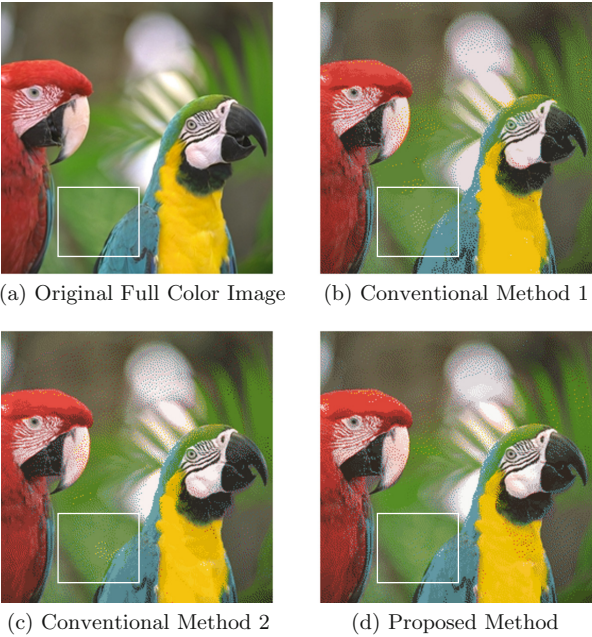 (a) Original Full Color Image
(b) Conventional Method 1
(c) Conventional Method 2
(d) Proposed Method